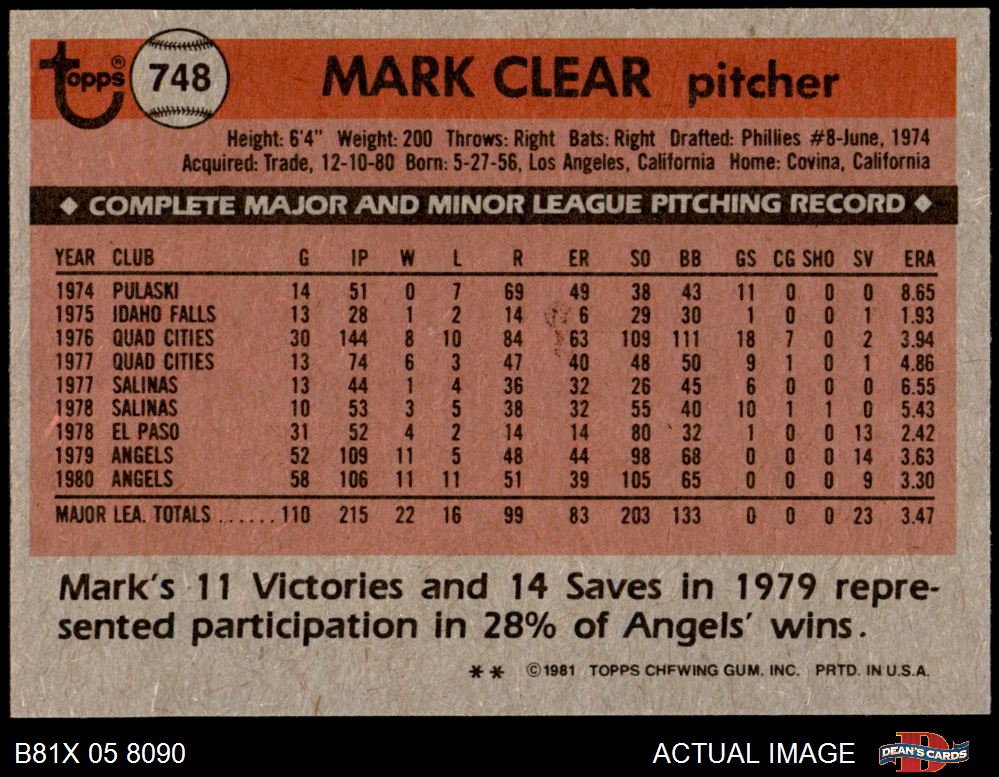 Topps® 748 MARK CLEAR pitcher
Height: 6'4" Weight: 200 Throws: Right Bats: Right Drafted: Phillies #8-June, 1974
Acquired: Trade, 12-10-80 Born: 5-27-56, Los Angeles, California Home: Covina, California
◆ COMPLETE MAJOR AND MINOR LEAGUE PITCHING RECORD ◆
YEAR CLUB G IP W L R ER SO BB GS CG SHO SV ERA
1974 PULASKI 14 51 0 7 69 49 38 43 11 0 0 0 8.65
1975 IDAHO FALLS 13 28 1 2 14 6 29 30 1 0 0 1 1.93
1976 QUAD CITIES 30 144 8 10 84 63 109 111 18 7 0 2 3.94
1977 QUAD CITIES 13 74 6 3 47 40 48 50 9 1 0 1 4.86
1977 SALINAS 13 44 1 4 36 32 26 45 6 0 0 0 6.55
1978 SALINAS 10 53 3 5 38 32 55 40 10 1 1 0 5.43
1978 EL PASO 31 52 4 2 14 14 80 32 1 0 0 13 2.42
1979 ANGELS 52 109 11 5 48 44 98 68 0 0 0 14 3.63
1980 ANGELS 58 106 11 11 51 39 105 65 0 0 0 9 3.30
MAJOR LEA. TOTALS ...... 110 215 22 16 99 83 203 133 0 0 0 23 3.47
Mark's 11 Victories and 14 Saves in 1979 repre-
sented participation in 28% of Angels' wins.
** ©1981 TOPPS CHEWING GUM, INC. PRTD. IN U.S.A.
B81X 05 8090 ACTUAL IMAGE DEAN'S CARDS